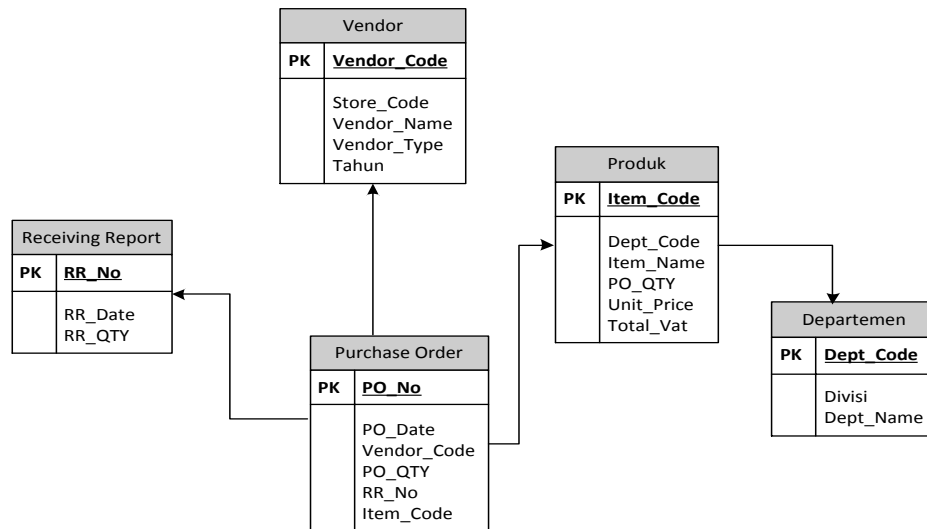 Vendor
PK Vendor_Code
Store_Code
Vendor_Name
Vendor_Type
Tahun
Produk
PK Item_Code
Dept_Code
Item_Name
PO_QTY
Unit_Price
Total_Vat
Receiving Report
PK RR_No
RR_Date
RR_QTY
Departemen
PK Dept_Code
Divisi
Dept_Name
Purchase Order
PK PO_No
PO_Date
Vendor_Code
PO_QTY
RR_No
Item_Code